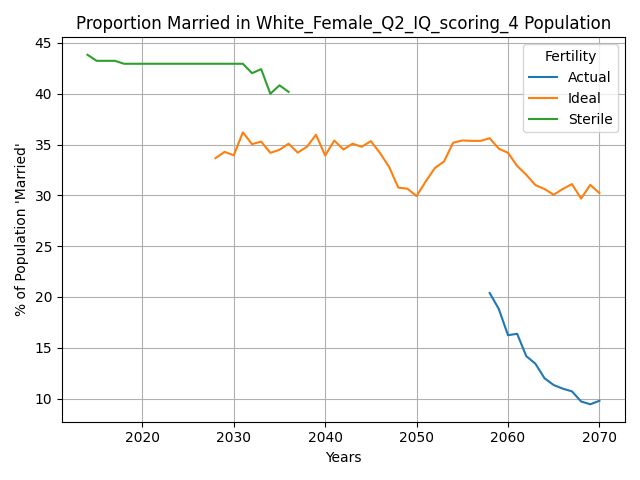 Proportion Married in White_Female_Q2_IQ_scoring_4 Population
% of Population 'Married'
45
40
35
30
25
20
15
10
Fertility
Actual
Ideal
Sterile
2020 2030 2040 2050 2060 2070
Years